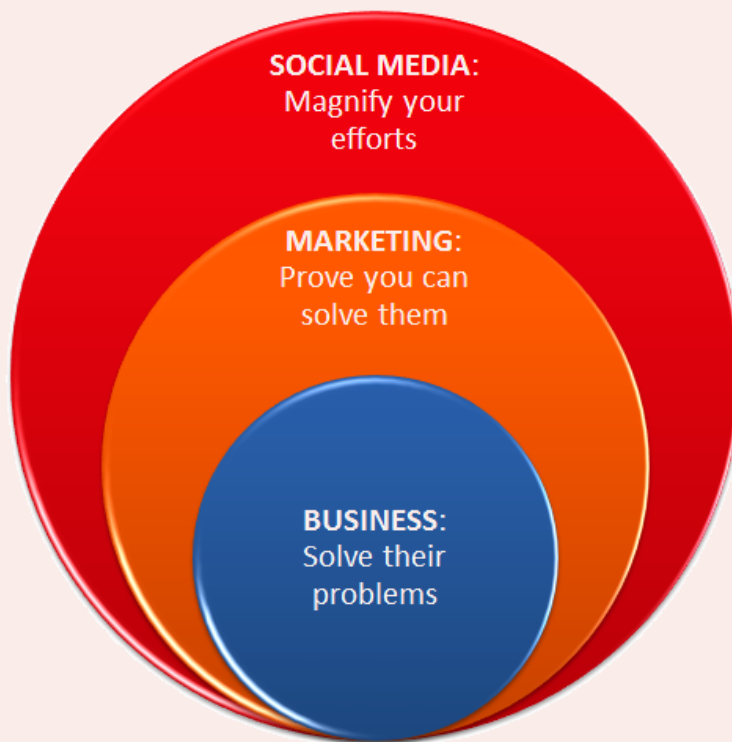 SOCIAL MEDIA:
Magnify your
efforts
MARKETING:
Prove you can
solve them
BUSINESS:
Solve their
problems